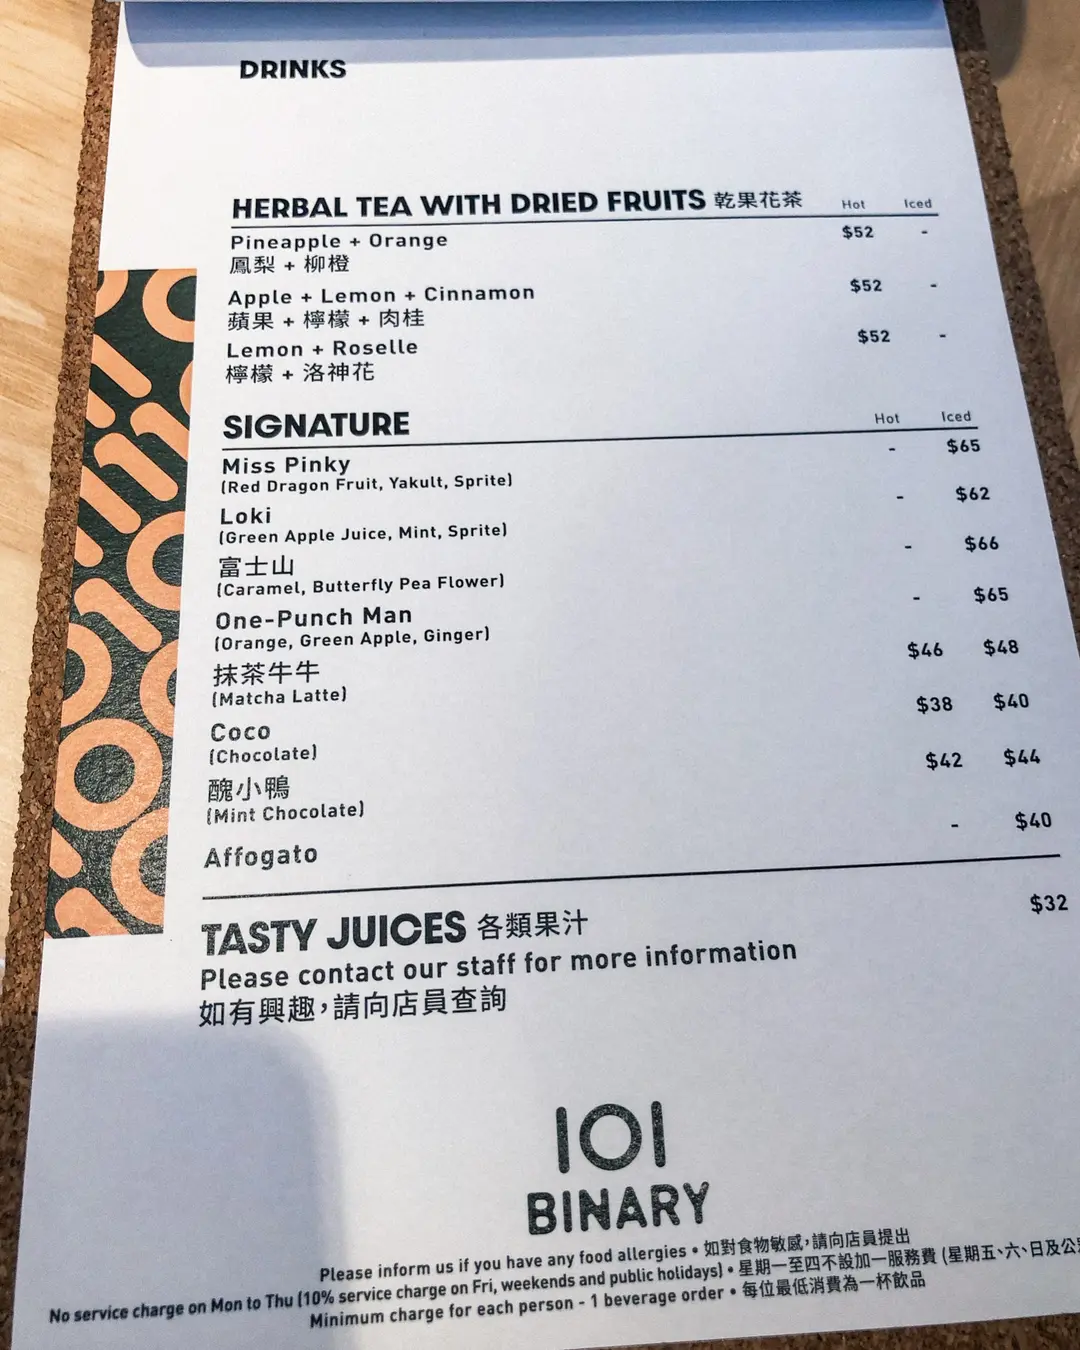 DRINKS
HERBAL TEA WITH DRIED FRUITS 乾果花茶 Hot Iced
Pineapple + Orange $52 -
鳳梨 + 柳橙
Apple + Lemon + Cinnamon $52 -
蘋果 + 檸檬 + 肉桂
Lemon + Roselle $52 -
檸檬 + 洛神花
SIGNATURE Hot Iced
Miss Pinky - $65
(Red Dragon Fruit, Yakult, Sprite)
Loki - $62
(Green Apple Juice, Mint, Sprite)
富士山 - $66
(Caramel, Butterfly Pea Flower)
One-Punch Man - $65
(Orange, Green Apple, Ginger)
抹茶牛牛 $46 $48
(Matcha Latte)
Coco $38 $40
(Chocolate)
醜小鴨 $42 $44
(Mint Chocolate)
Affogato - $40
TASTY JUICES 各類果汁 $32
Please contact our staff for more information
如有興趣，請向店員查詢
101
BINARY
Please inform us if you have any food allergies • 如對食物敏感，請向店員提出
No service charge on Mon to Thu (10% service charge on Fri, weekends and public holidays) • 星期一至四不設加一服務費 (星期五、六、日及公
Minimum charge for each person - 1 beverage order • 每位最低消費為一杯飲品